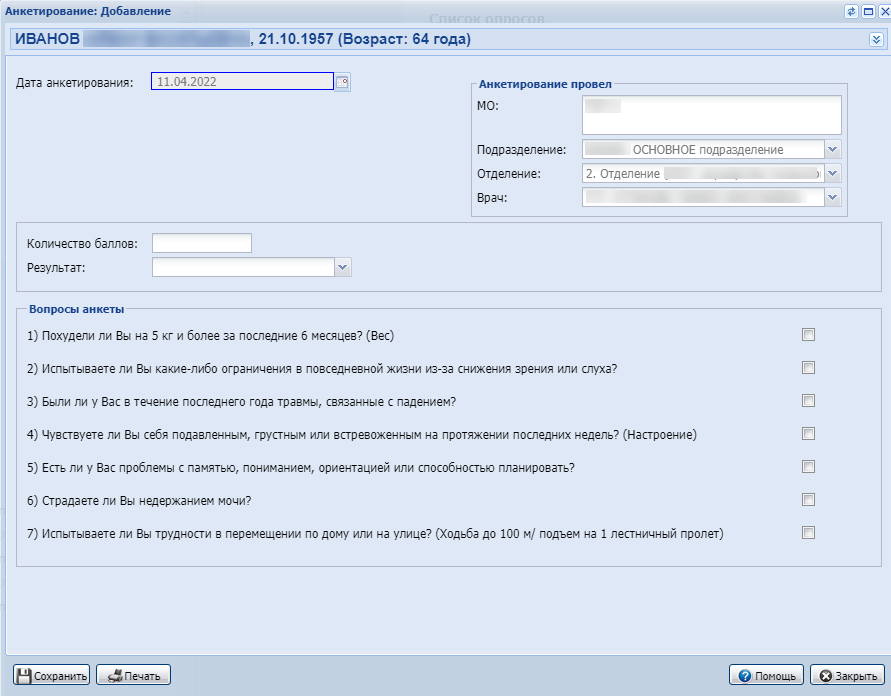 Анкетирование: Добавление
Список опросов
ИВАНОВ , 21.10.1957 (Возраст: 64 года)
Дата анкетирования: 11.04.2022
Анкетирование провел
МО:
Подразделение: ОСНОВНОЕ подразделение
Отделение: 2. Отделение
Врач:
Количество баллов:
Результат:
Вопросы анкеты
1) Похудели ли Вы на 5 кг и более за последние 6 месяцев? (Вес)
2) Испытываете ли Вы какие-либо ограничения в повседневной жизни из-за снижения зрения или слуха?
3) Были ли у Вас в течение последнего года травмы, связанные с падением?
4) Чувствуете ли Вы себя подавленным, грустным или встревоженным на протяжении последних недель? (Настроение)
5) Есть ли у Вас проблемы с памятью, пониманием, ориентацией или способностью планировать?
6) Страдаете ли Вы недержанием мочи?
7) Испытываете ли Вы трудности в перемещении по дому или на улице? (Ходьба до 100 м/ подъем на 1 лестничный пролет)
Сохранить Печать Помощь Закрыть